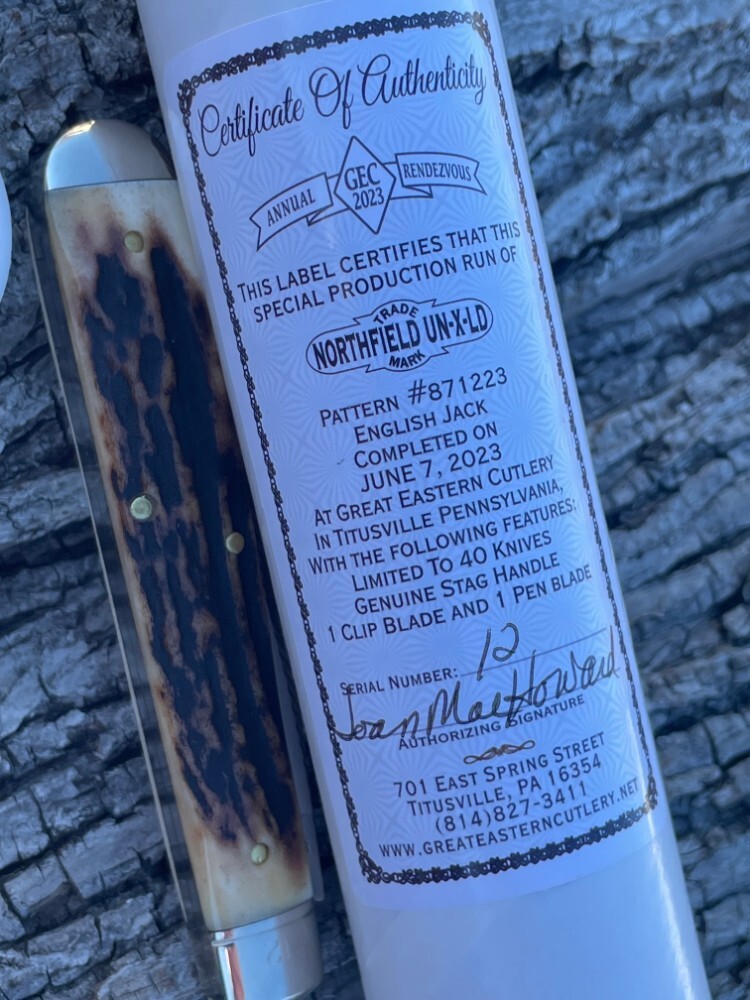 Certificate Of Authenticity
ANNUAL GEC 2023 RENDEZVOUS
THIS LABEL CERTIFIES THAT THIS
SPECIAL PRODUCTION RUN OF
TRADE
NORTHFIELD UN-X-LD
MARK
PATTERN #871223
ENGLISH JACK
COMPLETED ON
JUNE 7, 2023
AT GREAT EASTERN CUTLERY
IN TITUSVILLE PENNSYLVANIA,
WITH THE FOLLOWING FEATURES:
LIMITED TO 40 KNIVES
GENUINE STAG HANDLE
1 CLIP BLADE AND 1 PEN BLADE
SERIAL NUMBER: 12
Joan Mae Howard
AUTHORIZING SIGNATURE
701 EAST SPRING STREET
TITUSVILLE, PA 16354
(814)827-3411
WWW.GREATEASTERNCUTLERY.NET